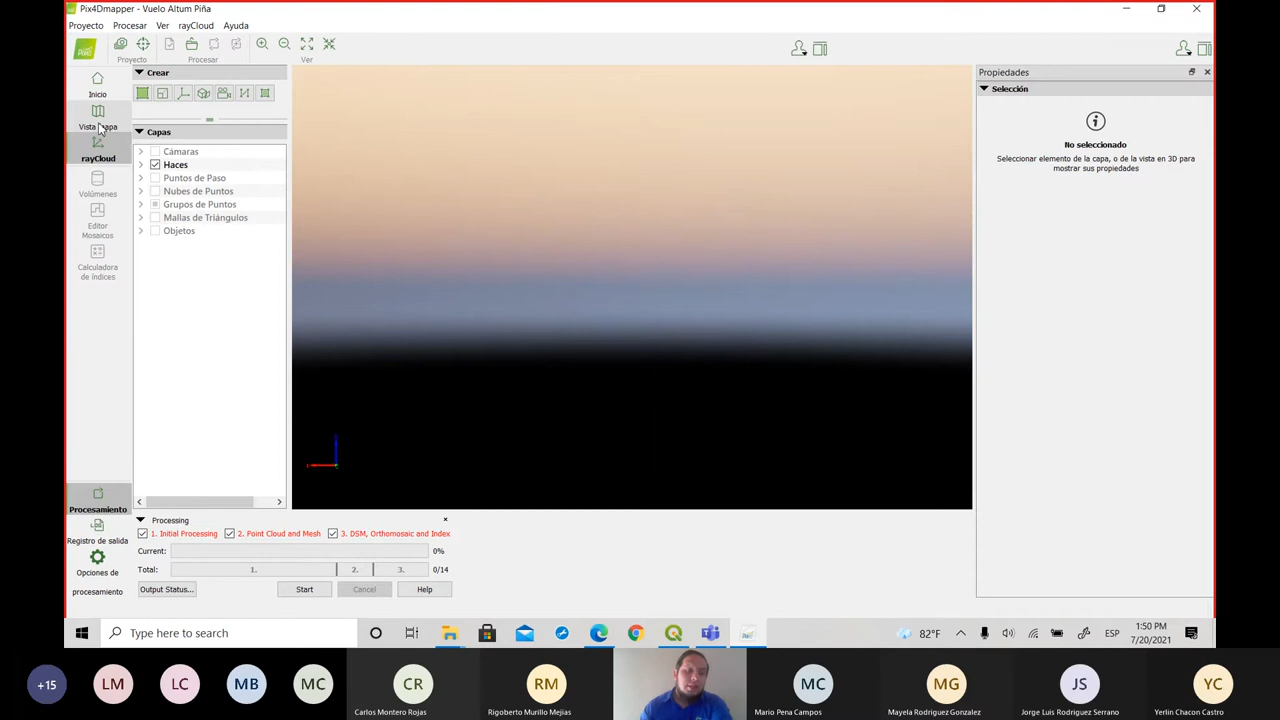 Pix4Dmapper - Vuelo Altum Piña
Proyecto Procesar Ver rayCloud Ayuda
Proyecto Procesar Ver
Inicio
Vista Mapa
rayCloud
Volúmenes
Editor
Mosaicos
Calculadora
de índices
Procesamiento
Registro de salida
Opciones de
procesamiento
Crear
Capas
Cámaras
Haces
Puntos de Paso
Nubes de Puntos
Grupos de Puntos
Mallas de Triángulos
Objetos
Propiedades
Selección
No seleccionado
Seleccionar elemento de la capa, o de la vista en 3D para
mostrar sus propiedades
Processing
1. Initial Processing 2. Point Cloud and Mesh 3. DSM, Orthomosaic and Index
Current: 0%
Total: 1. 2. 3. 0/14
Output Status... Start Cancel Help
Type here to search
82°F ESP 1:50 PM
7/20/2021
+15 LM LC MB MC CR RM MC MG JS YC
Carlos Montero Rojas Rigoberto Murillo Mejias Mario Pena Campos Mayela Rodriguez Gonzalez Jorge Luis Rodriguez Serrano Yerlin Chacon Castro